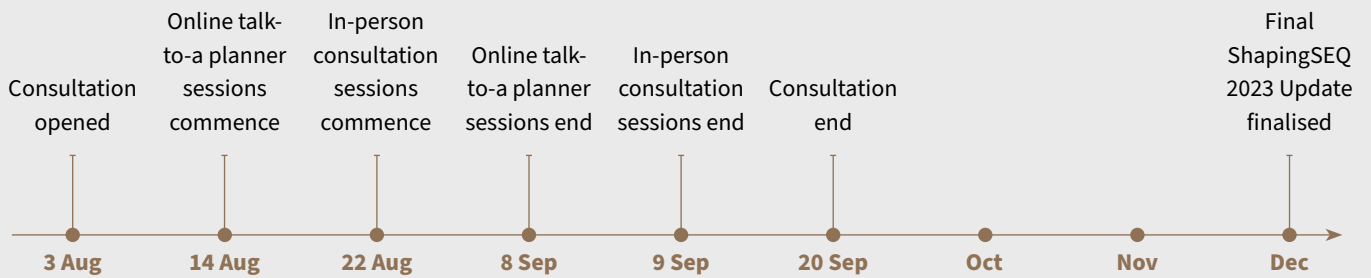 Consultation
opened
Online talk-
to-a planner
sessions
commence
In-person
consultation
sessions
commence
Online talk-
to-a planner
sessions end
In-person
consultation
sessions end
Consultation
end
Final
ShapingSEQ
2023 Update
finalised
3 Aug
14 Aug
22 Aug
8 Sep
9 Sep
20 Sep
Oct
Nov
Dec